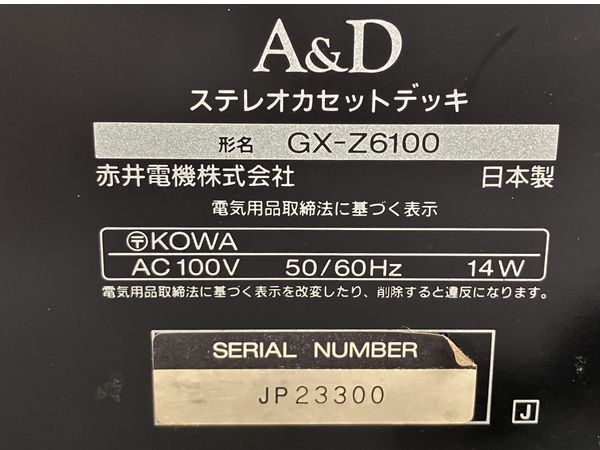 A&D
ステレオカセットデッキ
形名 GX-Z6100
赤井電機株式会社 日本製
電気用品取締法に基づく表示
〶KOWA
AC 100V 50/60Hz 14W
電気用品取締法に基づく表示を改変したり、削除すると違反になります。
SERIAL NUMBER
JP23300
J